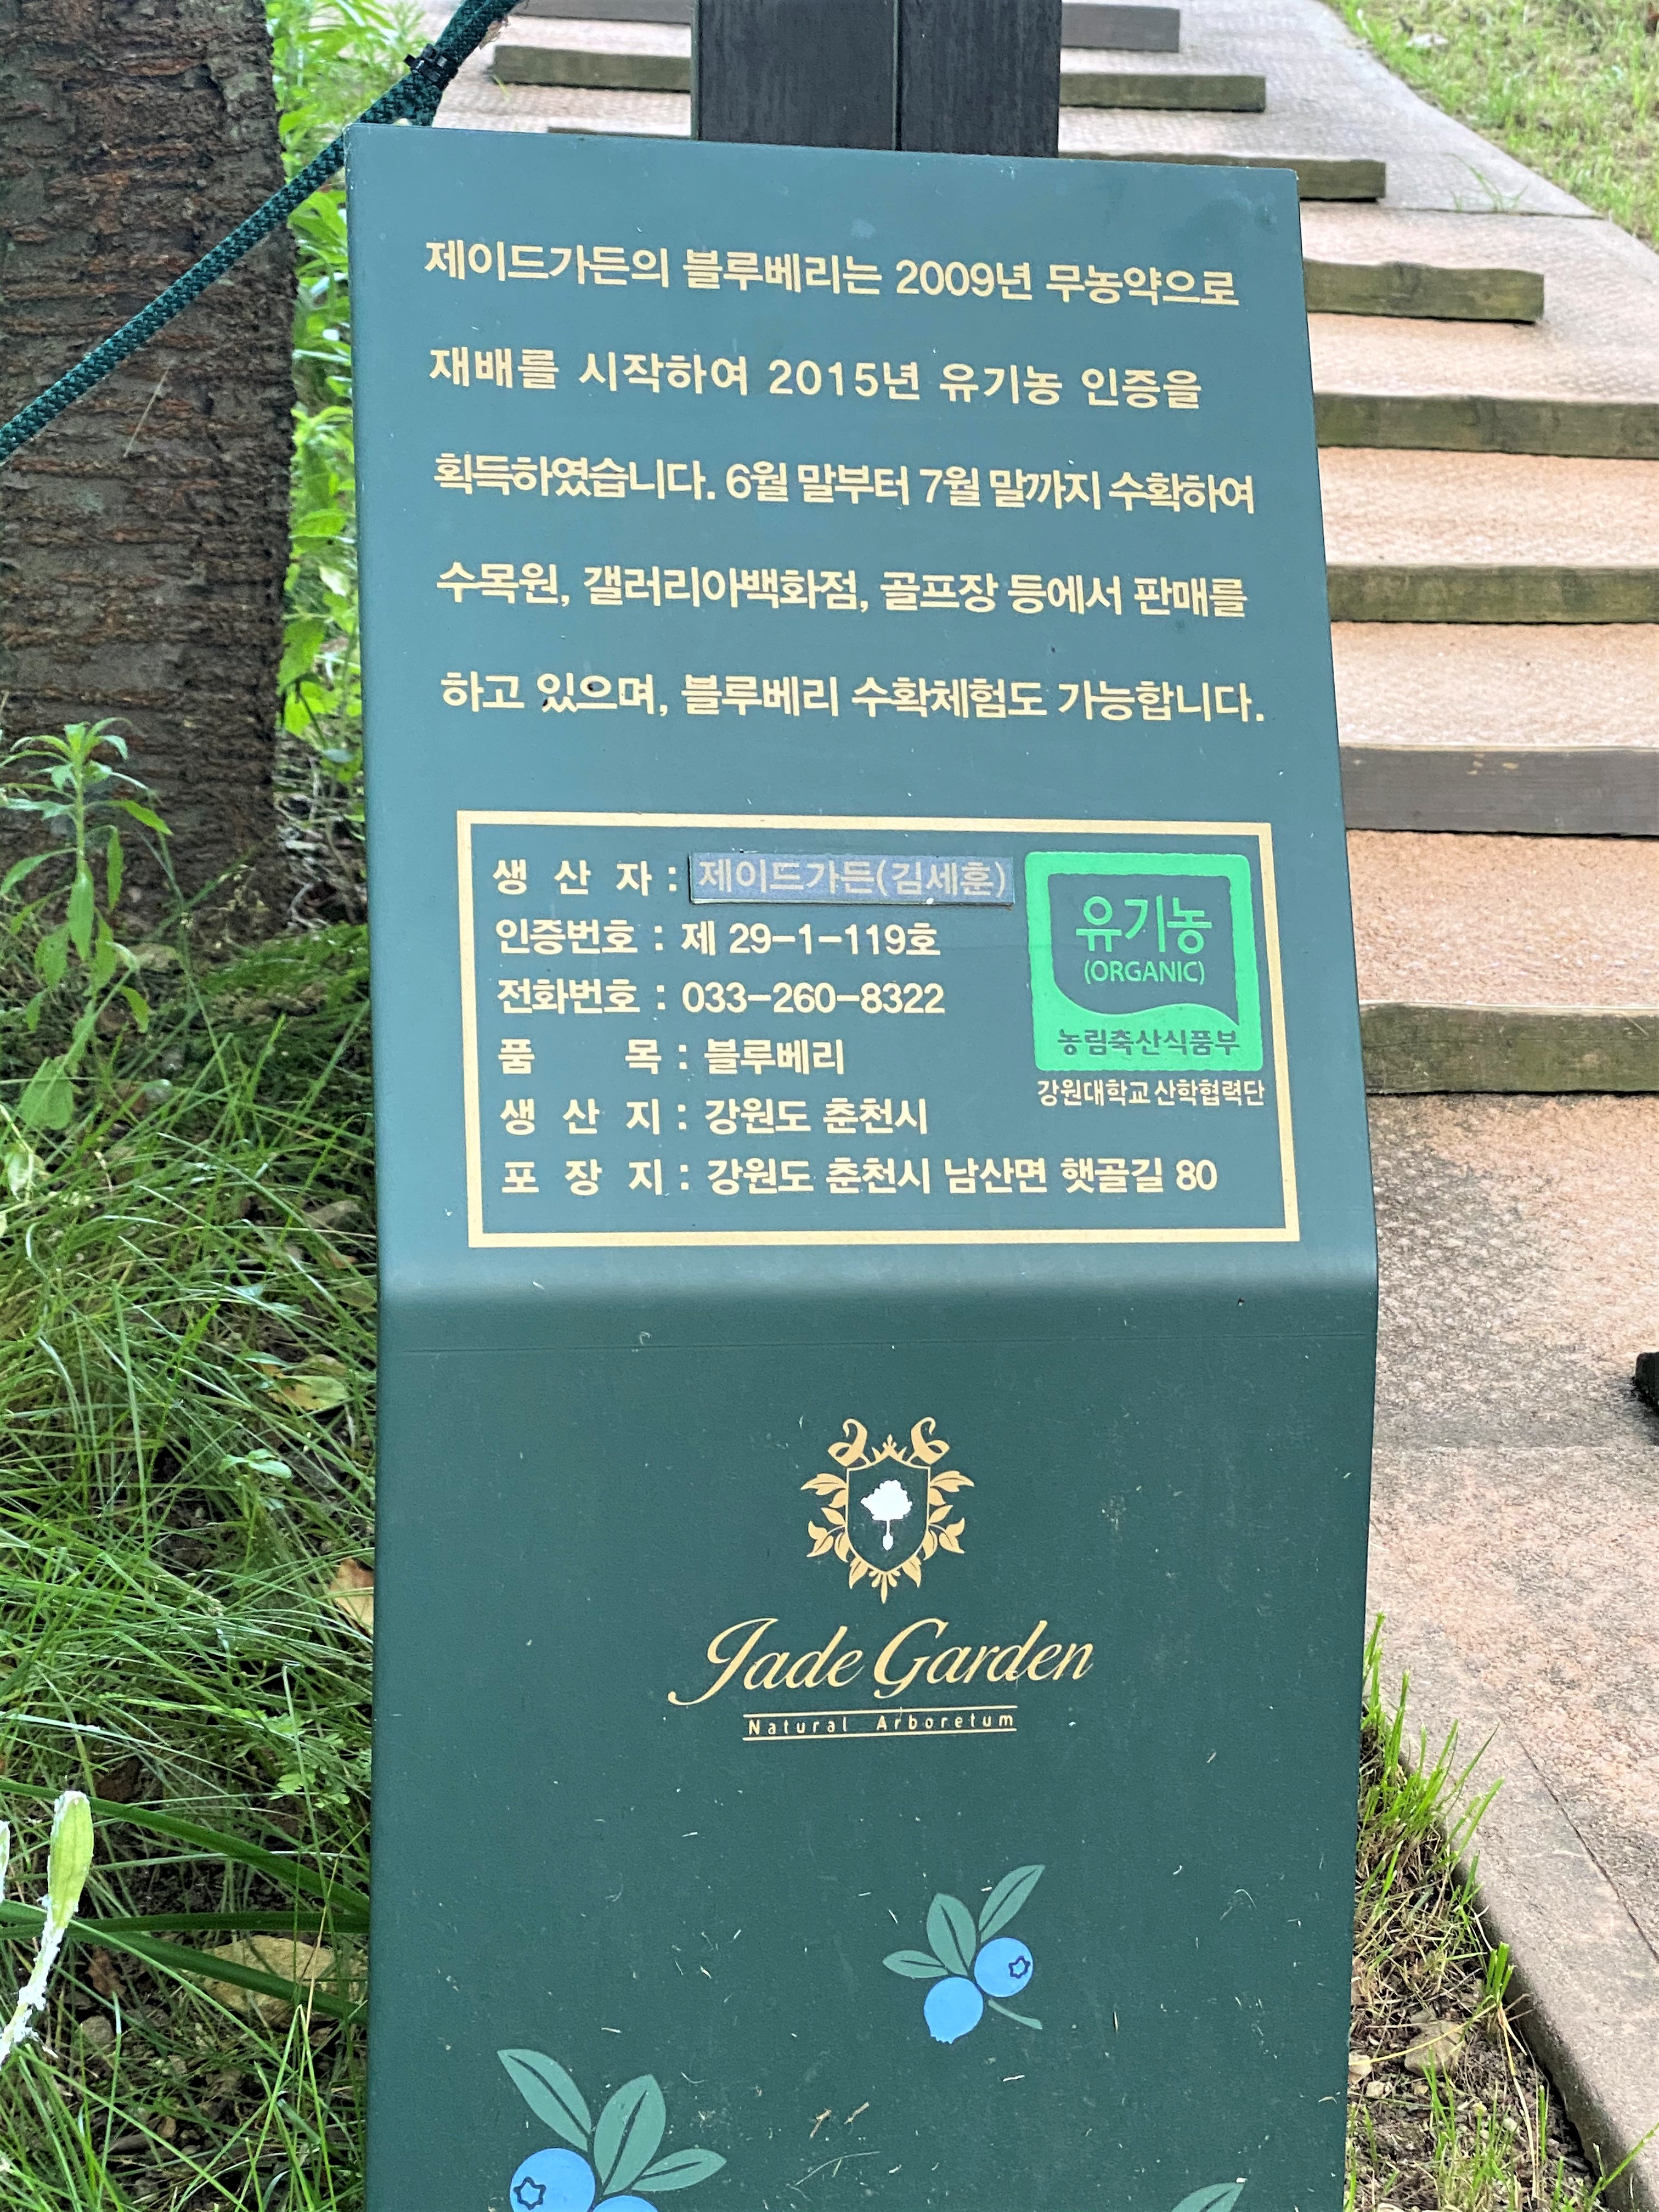 제이드가든의 블루베리는 2009년 무농약으로
재배를 시작하여 2015년 유기농 인증을
획득하였습니다. 6월 말부터 7월 말까지 수확하여
수목원, 갤러리아백화점, 골프장 등에서 판매를
하고 있으며, 블루베리 수확체험도 가능합니다.
생 산 자 : 제이드가든(김세훈)
인증번호 : 제 29-1-119호
전화번호 : 033-260-8322
품 목 : 블루베리
생 산 지 : 강원도 춘천시
포 장 지 : 강원도 춘천시 남산면 햇골길 80
유기농
(ORGANIC)
농림축산식품부
강원대학교 산학협력단
Jade Garden
Natural Arboretum